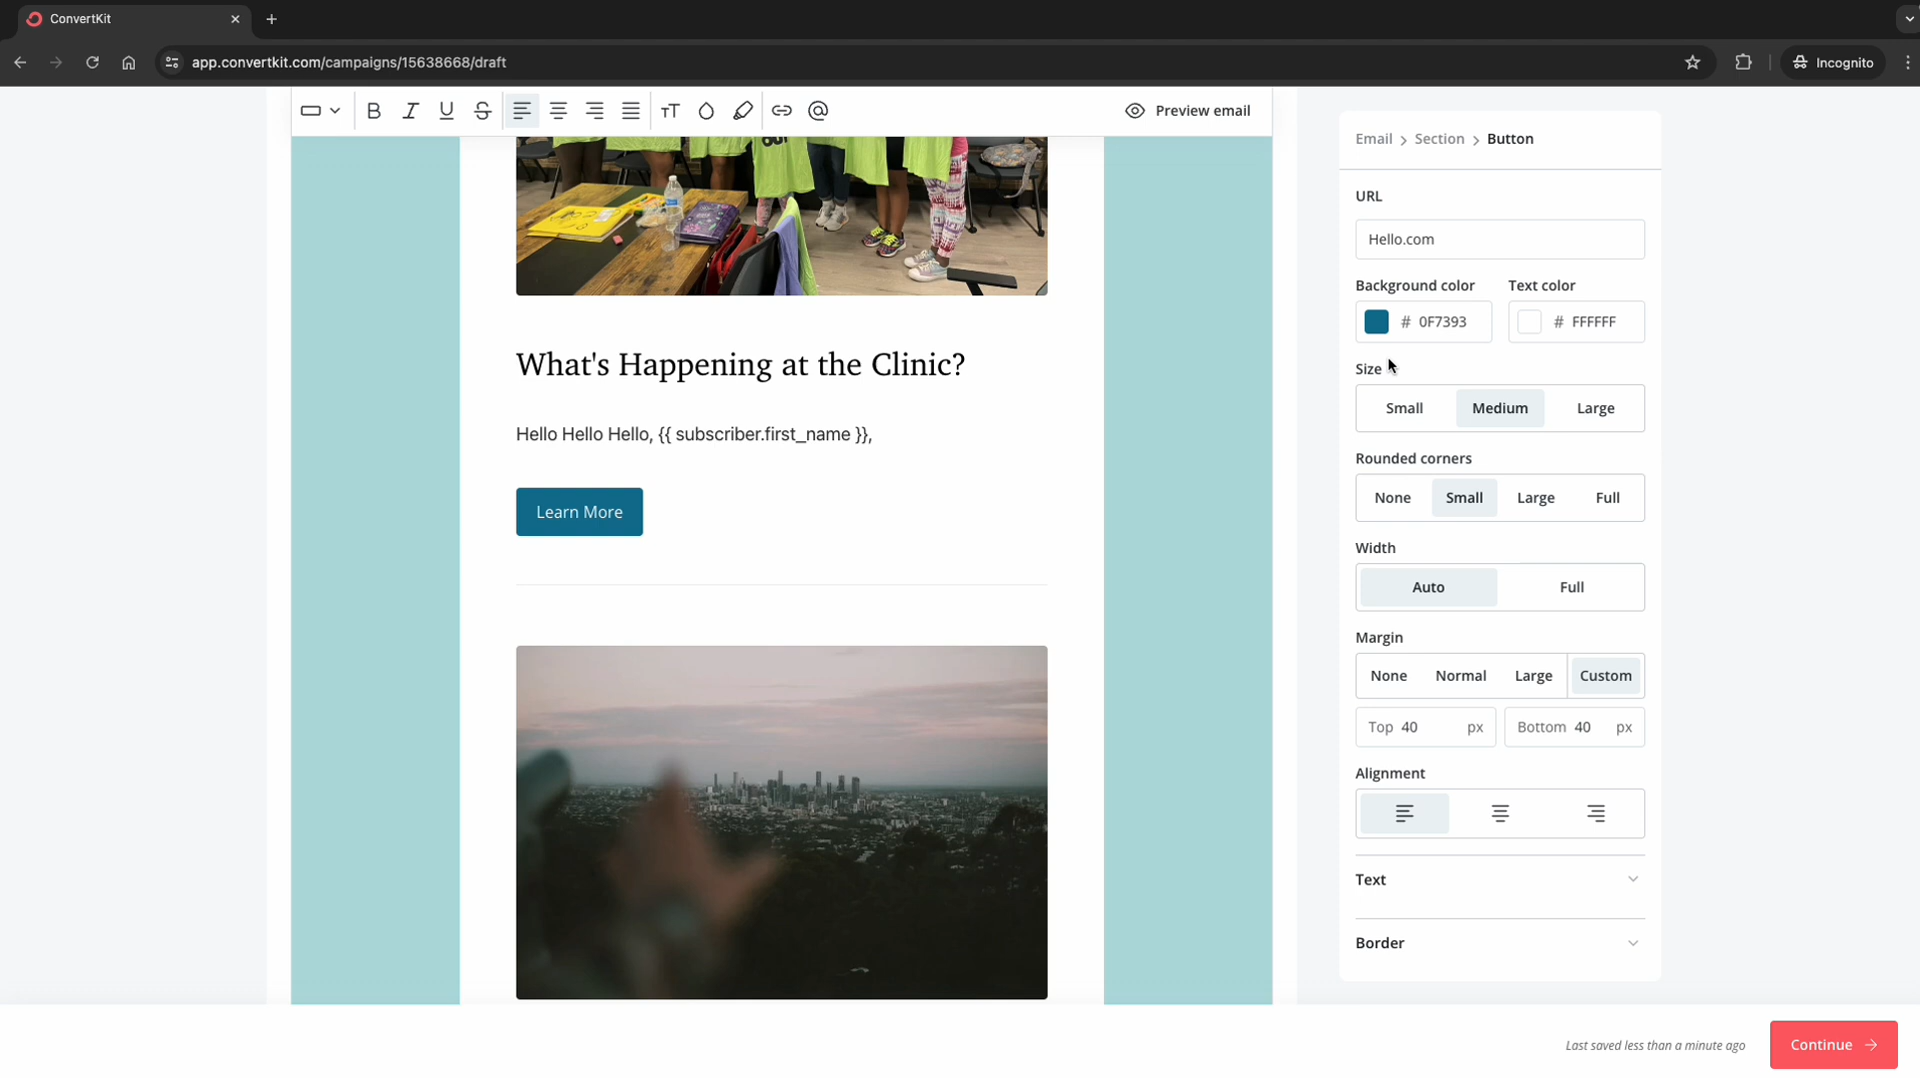 ConvertKit
app.convertkit.com/campaigns/15638668/draft
Incognito
Preview email
What's Happening at the Clinic?
Hello Hello Hello, {{ subscriber.first_name }},
Learn More
Email > Section > Button
URL
Hello.com
Background color Text color
# 0F7393 # FFFFFF
Size
Small Medium Large
Rounded corners
None Small Large Full
Width
Auto Full
Margin
None Normal Large Custom
Top 40 px Bottom 40 px
Alignment
Text
Border
Last saved less than a minute ago
Continue